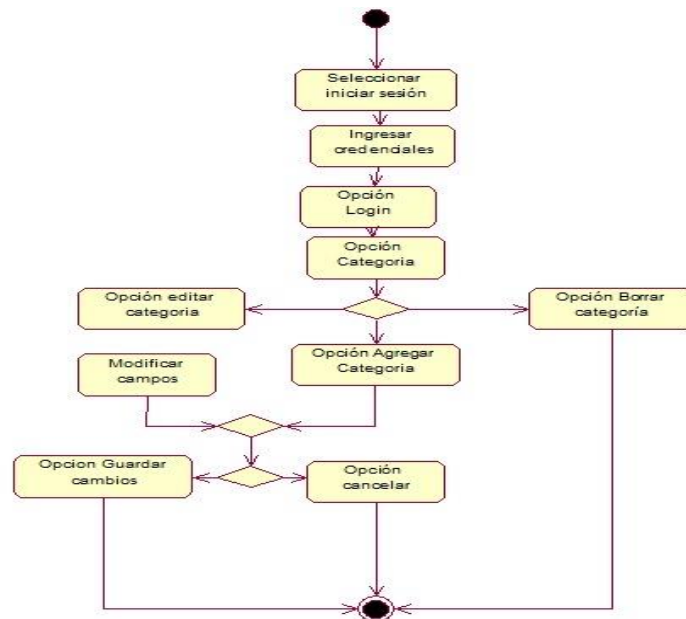 Seleccionar
iniciar sesión
Ingresar
credenciales
Opción
Login
Opción
Categoria
Opción editar
categoria
Opción Borrar
categoría
Opción Agregar
Categoria
Modificar
campos
Opcion Guardar
cambios
Opción
cancelar